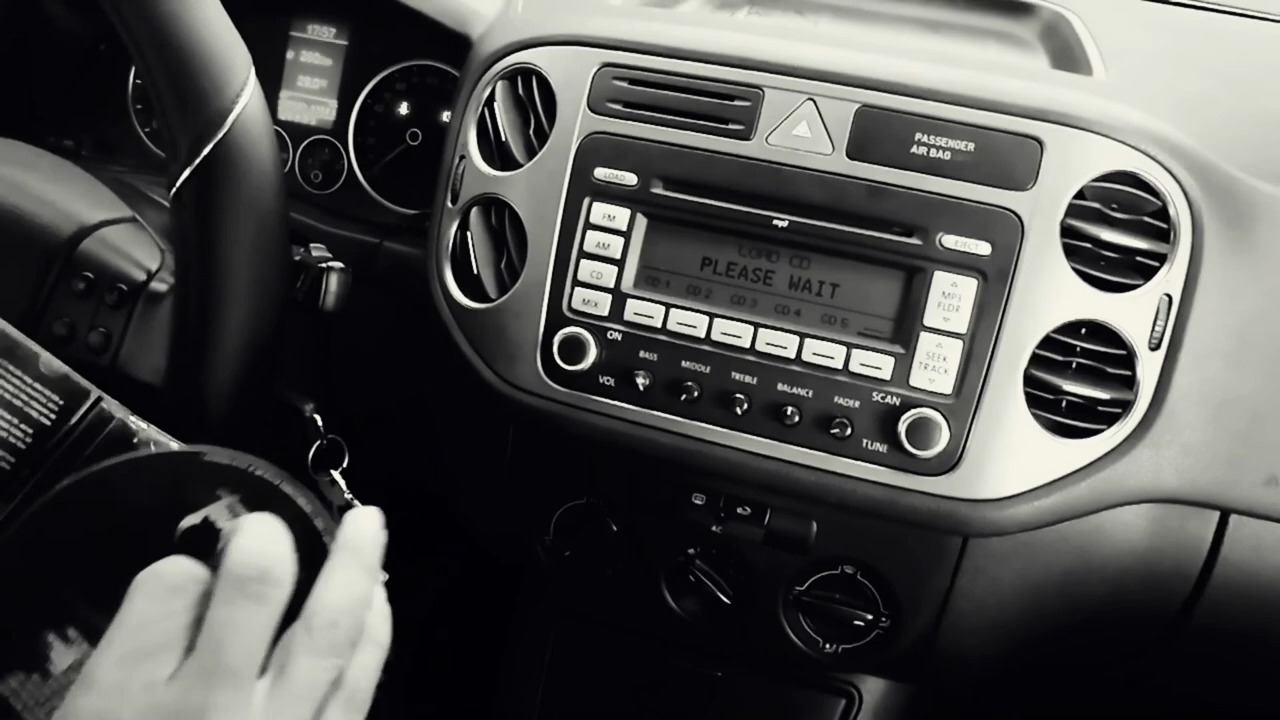 17:57
PASSENGER
AIR BAG
LOAD
mp3
EJECT
FM
AM
CD
MIX
LOAD CD
PLEASE WAIT
CD 1 CD 2 CD 3 CD 4 CD 5
MP3
FLDR
SEEK
TRACK
ON
VOL
BASS
MIDDLE
TREBLE
BALANCE
FADER
SCAN
TUNE
AC